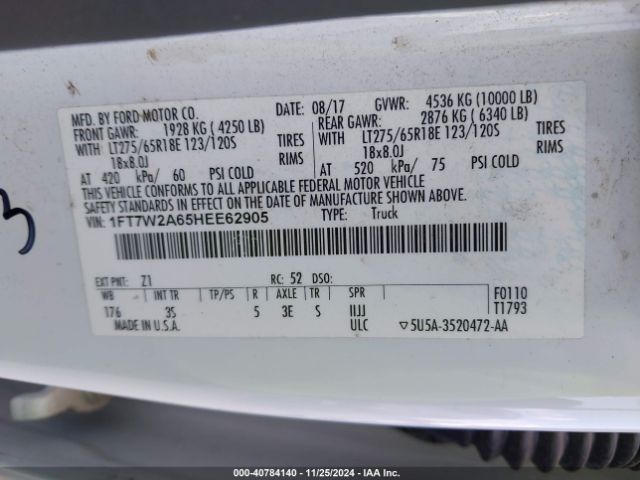 MFD. BY FORD MOTOR CO.
DATE: 08/17 GVWR: 4536 KG (10000 LB)
FRONT GAWR: 1928 KG (4250 LB) REAR GAWR: 2876 KG (6340 LB)
WITH LT275/65R18E 123/120S TIRES WITH LT275/65R18E 123/120S TIRES
18x8.0J RIMS 18x8.0J RIMS
AT 420 kPa/ 60 PSI COLD AT 520 kPa/ 75 PSI COLD
THIS VEHICLE CONFORMS TO ALL APPLICABLE FEDERAL MOTOR VEHICLE
SAFETY STANDARDS IN EFFECT ON THE DATE OF MANUFACTURE SHOWN ABOVE.
VIN: 1FT7W2A65HEE62905 TYPE: Truck
EXT PNT: Z1 RC: 52 DSO:
WB INT TR TP/PS R AXLE TR SPR F0110
176 3S 5 3E S IIJJ T1793
MADE IN U.S.A. ULC ▽5U5A-3520472-AA
3
000-40784140 - 11/25/2024 - IAA Inc.